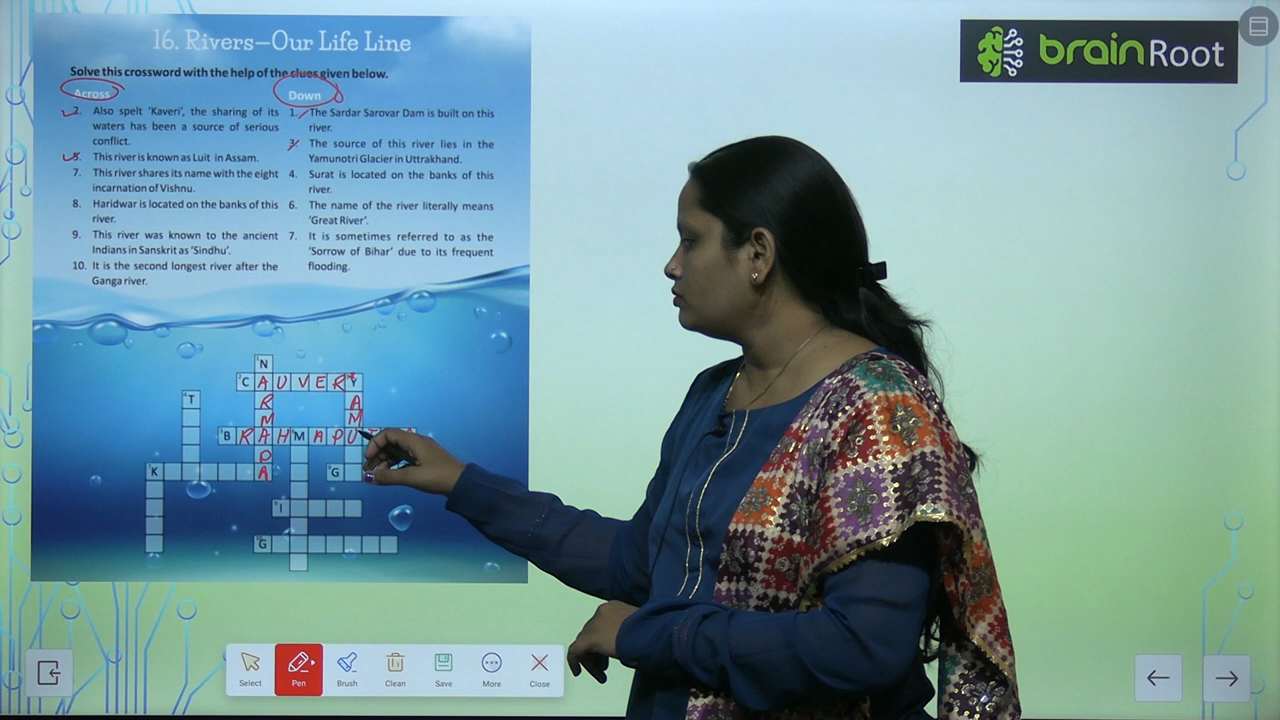 16. Rivers—Our Life Line
brainRoot
Solve this crossword with the help of the clues given below.
Across
2. Also spelt 'Kaveri', the sharing of its
waters has been a source of serious
conflict.
5. This river is known as Luit in Assam.
7. This river shares its name with the eight
incarnation of Vishnu.
8. Haridwar is located on the banks of this
river.
9. This river was known to the ancient
Indians in Sanskrit as 'Sindhu'.
10. It is the second longest river after the
Ganga river.
Down
1. The Sardar Sarovar Dam is built on this
river.
3. The source of this river lies in the
Yamunotri Glacier in Uttrakhand.
4. Surat is located on the banks of this
river.
6. The name of the river literally means
'Great River'.
7. It is sometimes referred to as the
'Sorrow of Bihar' due to its frequent
flooding.
1 N
2 C A U V E R Y
4 T R A
M M
5 B R A H M A P U
D
7 K A 8 G
9 I
10 G
Select Pen Brush Clean Save More Close